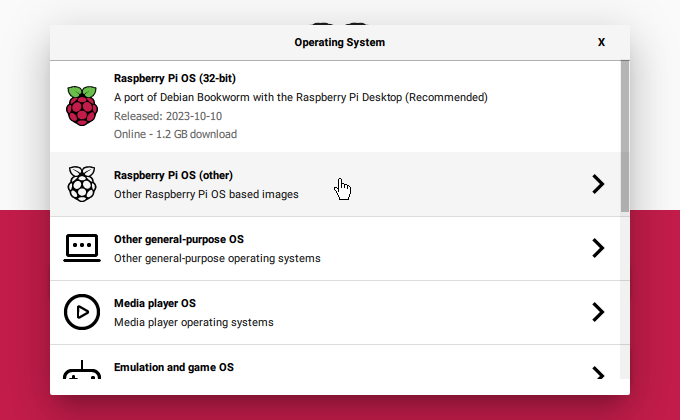 Operating System
X
Raspberry Pi OS (32-bit)
A port of Debian Bookworm with the Raspberry Pi Desktop (Recommended)
Released: 2023-10-10
Online - 1.2 GB download
Raspberry Pi OS (other)
Other Raspberry Pi OS based images
Other general-purpose OS
Other general-purpose operating systems
Media player OS
Media player operating systems
Emulation and game OS